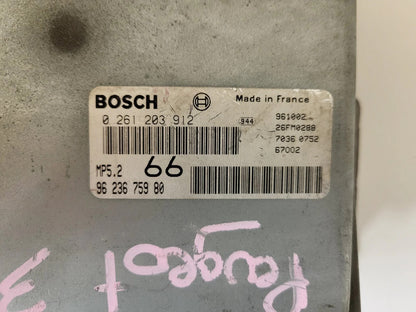 BOSCH Made in France
0 261 203 912 944 961002
26FM0288
7036 0752
67002
MP5.2 66
96 236 759 80
Peugeot
3